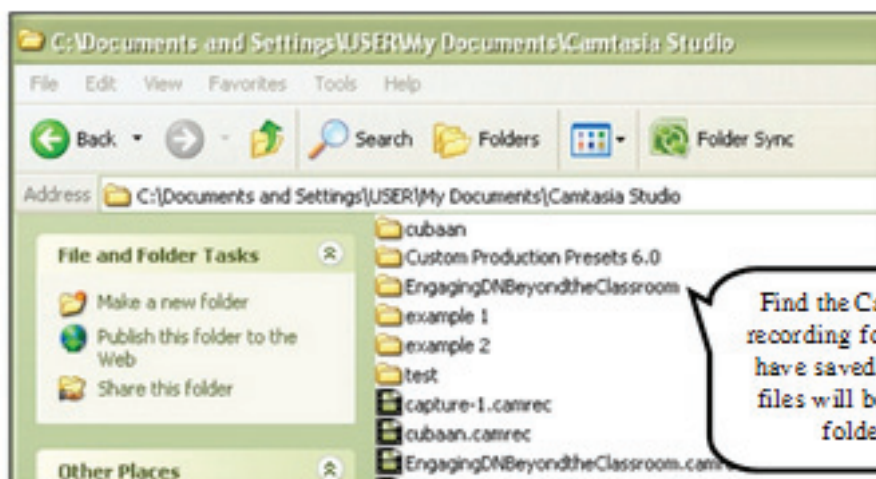 C:\Documents and Settings\USER\My Documents\Camtasia Studio
File Edit View Favorites Tools Help
Back Search Folders Folder Sync
Address C:\Documents and Settings\USER\My Documents\Camtasia Studio
File and Folder Tasks
Make a new folder
Publish this folder to the
Web
Share this folder
Other Places
cubaan
Custom Production Presets 6.0
EngagingDNBeyondtheClassroom
example 1
example 2
test
capture-1.camrec
cubaan.camrec
EngagingDNBeyondtheClassroom.cam
Find the
recording
have saved
files will